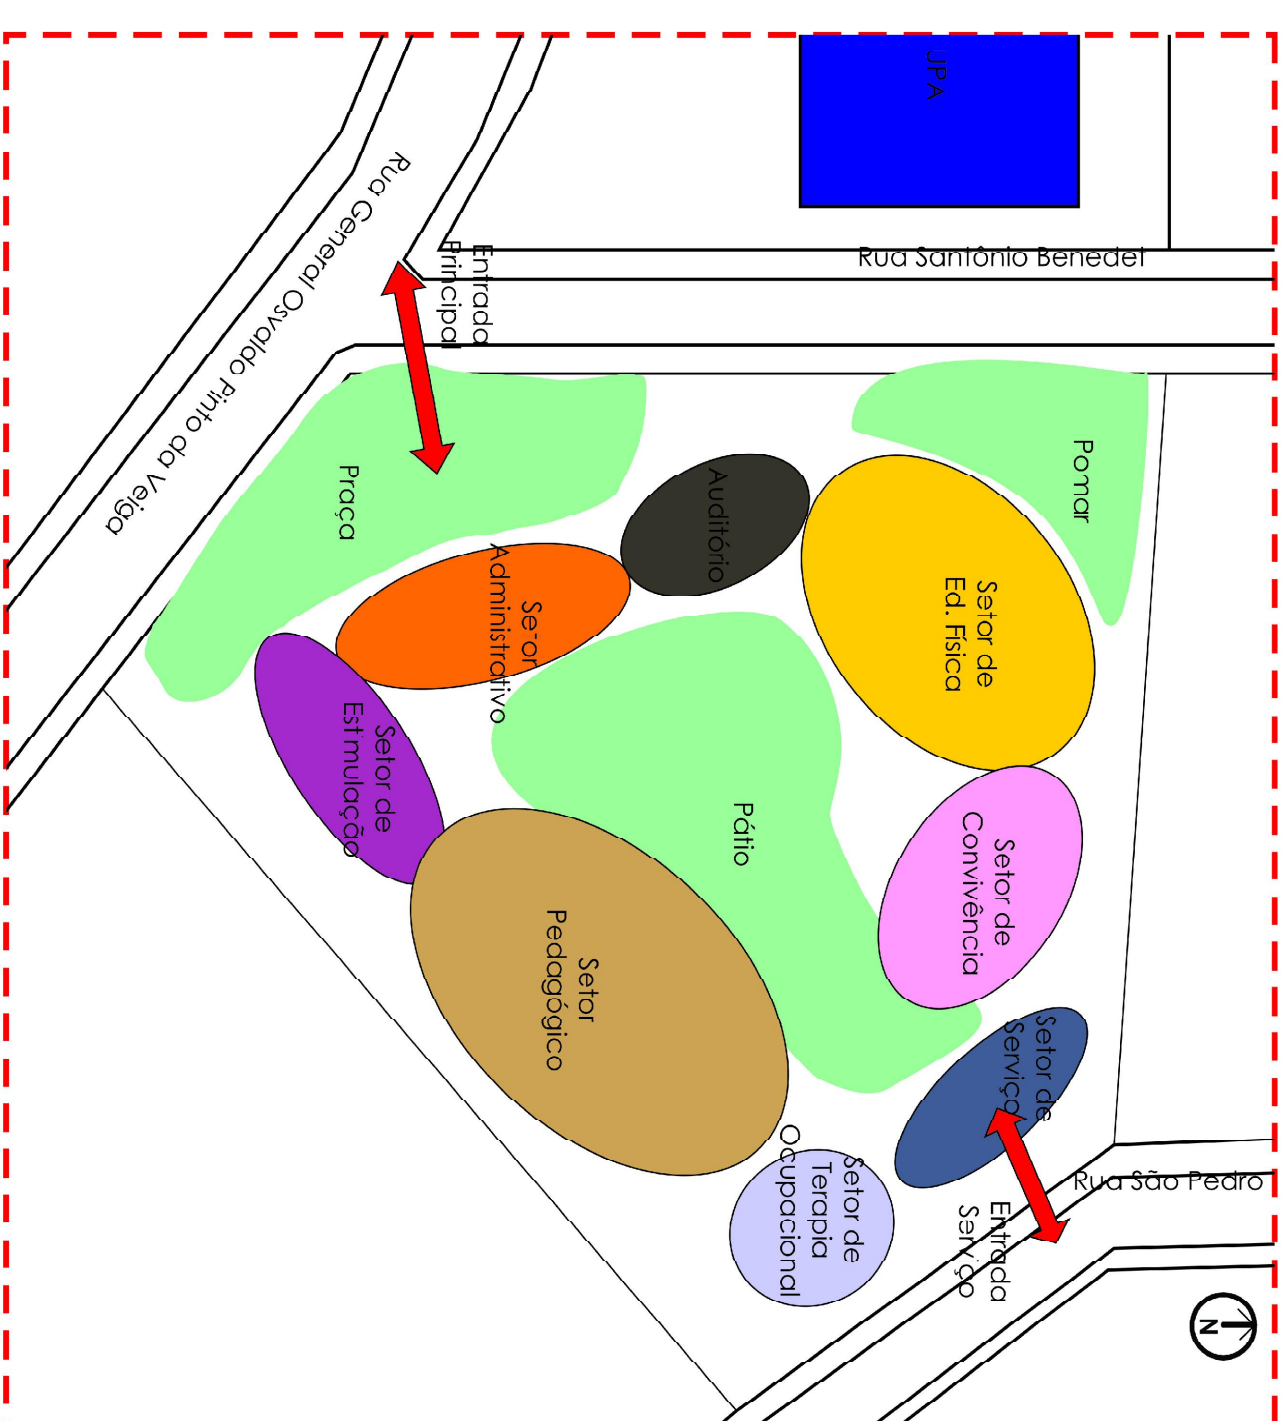 UPA
Rua General Osvaldo Pinto da Veiga
Rua Santônio Benedet
Entrada
Principal
Praça
Pomar
Auditório
Setor
Administrativo
Setor de
Ed. Física
Setor de
Estimulação
Pátio
Setor de
Convivência
Setor
Pedagógico
Setor de
Serviço
Setor de
Terapia
Ocupacional
Rua São Pedro
Entrada
Serviço
N